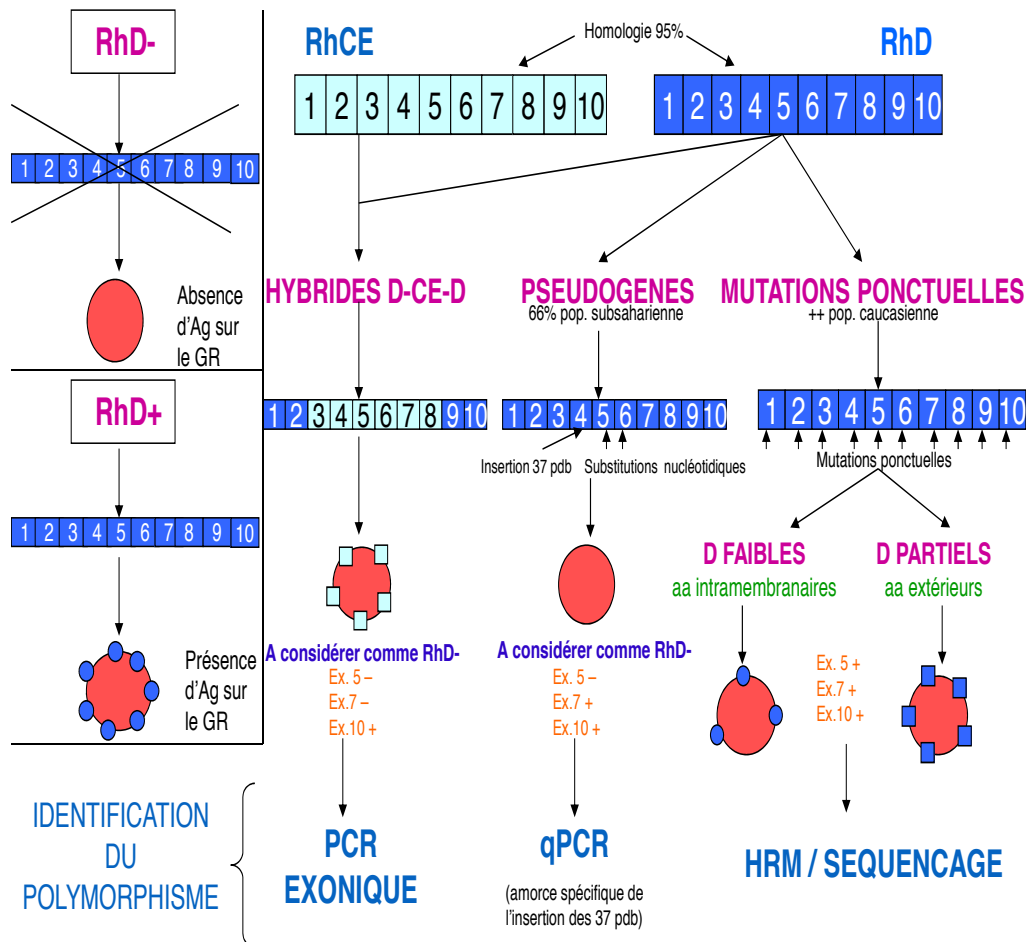 RhD-
1 2 3 4 5 6 7 8 9 10
Absence
d'Ag sur
le GR
RhD+
1 2 3 4 5 6 7 8 9 10
Présence
d'Ag sur
le GR
RhCE
Homologie 95%
RhD
1 2 3 4 5 6 7 8 9 10
1 2 3 4 5 6 7 8 9 10
HYBRIDES D-CE-D
PSEUDOGENES
66% pop. subsaharienne
MUTATIONS PONCTUELLES
++ pop. caucasienne
1 2 3 4 5 6 7 8 9 10
1 2 3 4 5 6 7 8 9 10
1 2 3 4 5 6 7 8 9 10
Insertion 37 pdb
Substitutions nucléotidiques
Mutations ponctuelles
D FAIBLES
aa intramembranaires
D PARTIELS
aa extérieurs
A considérer comme RhD-
Ex. 5 –
Ex.7 –
Ex.10 +
A considérer comme RhD-
Ex. 5 –
Ex.7 +
Ex.10 +
Ex. 5 +
Ex.7 +
Ex.10 +
IDENTIFICATION
DU
POLYMORPHISME
PCR
EXONIQUE
qPCR
(amorce spécifique de
l'insertion des 37 pdb)
HRM / SEQUENCAGE